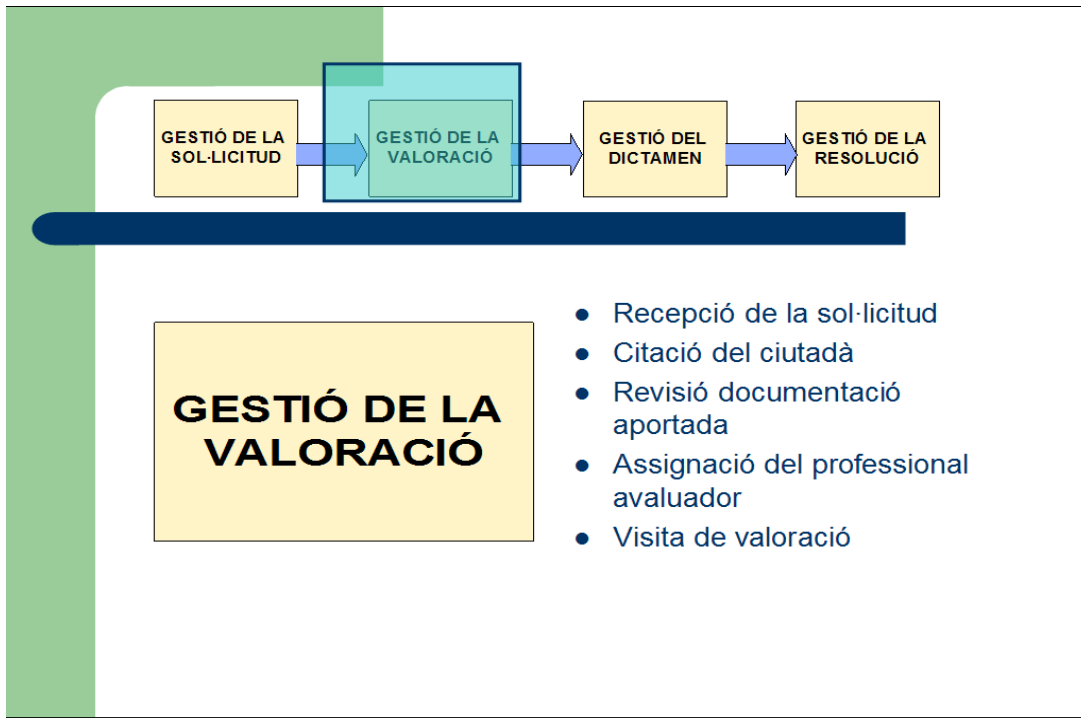 GESTIÓ DE LA
SOL·LICITUD
GESTIÓ DE LA
VALORACIÓ
GESTIÓ DEL
DICTAMEN
GESTIÓ DE LA
RESOLUCIÓ
GESTIÓ DE LA
VALORACIÓ
● Recepció de la sol·licitud
● Citació del ciutadà
● Revisió documentació
aportada
● Assignació del professional
avaluador
● Visita de valoració